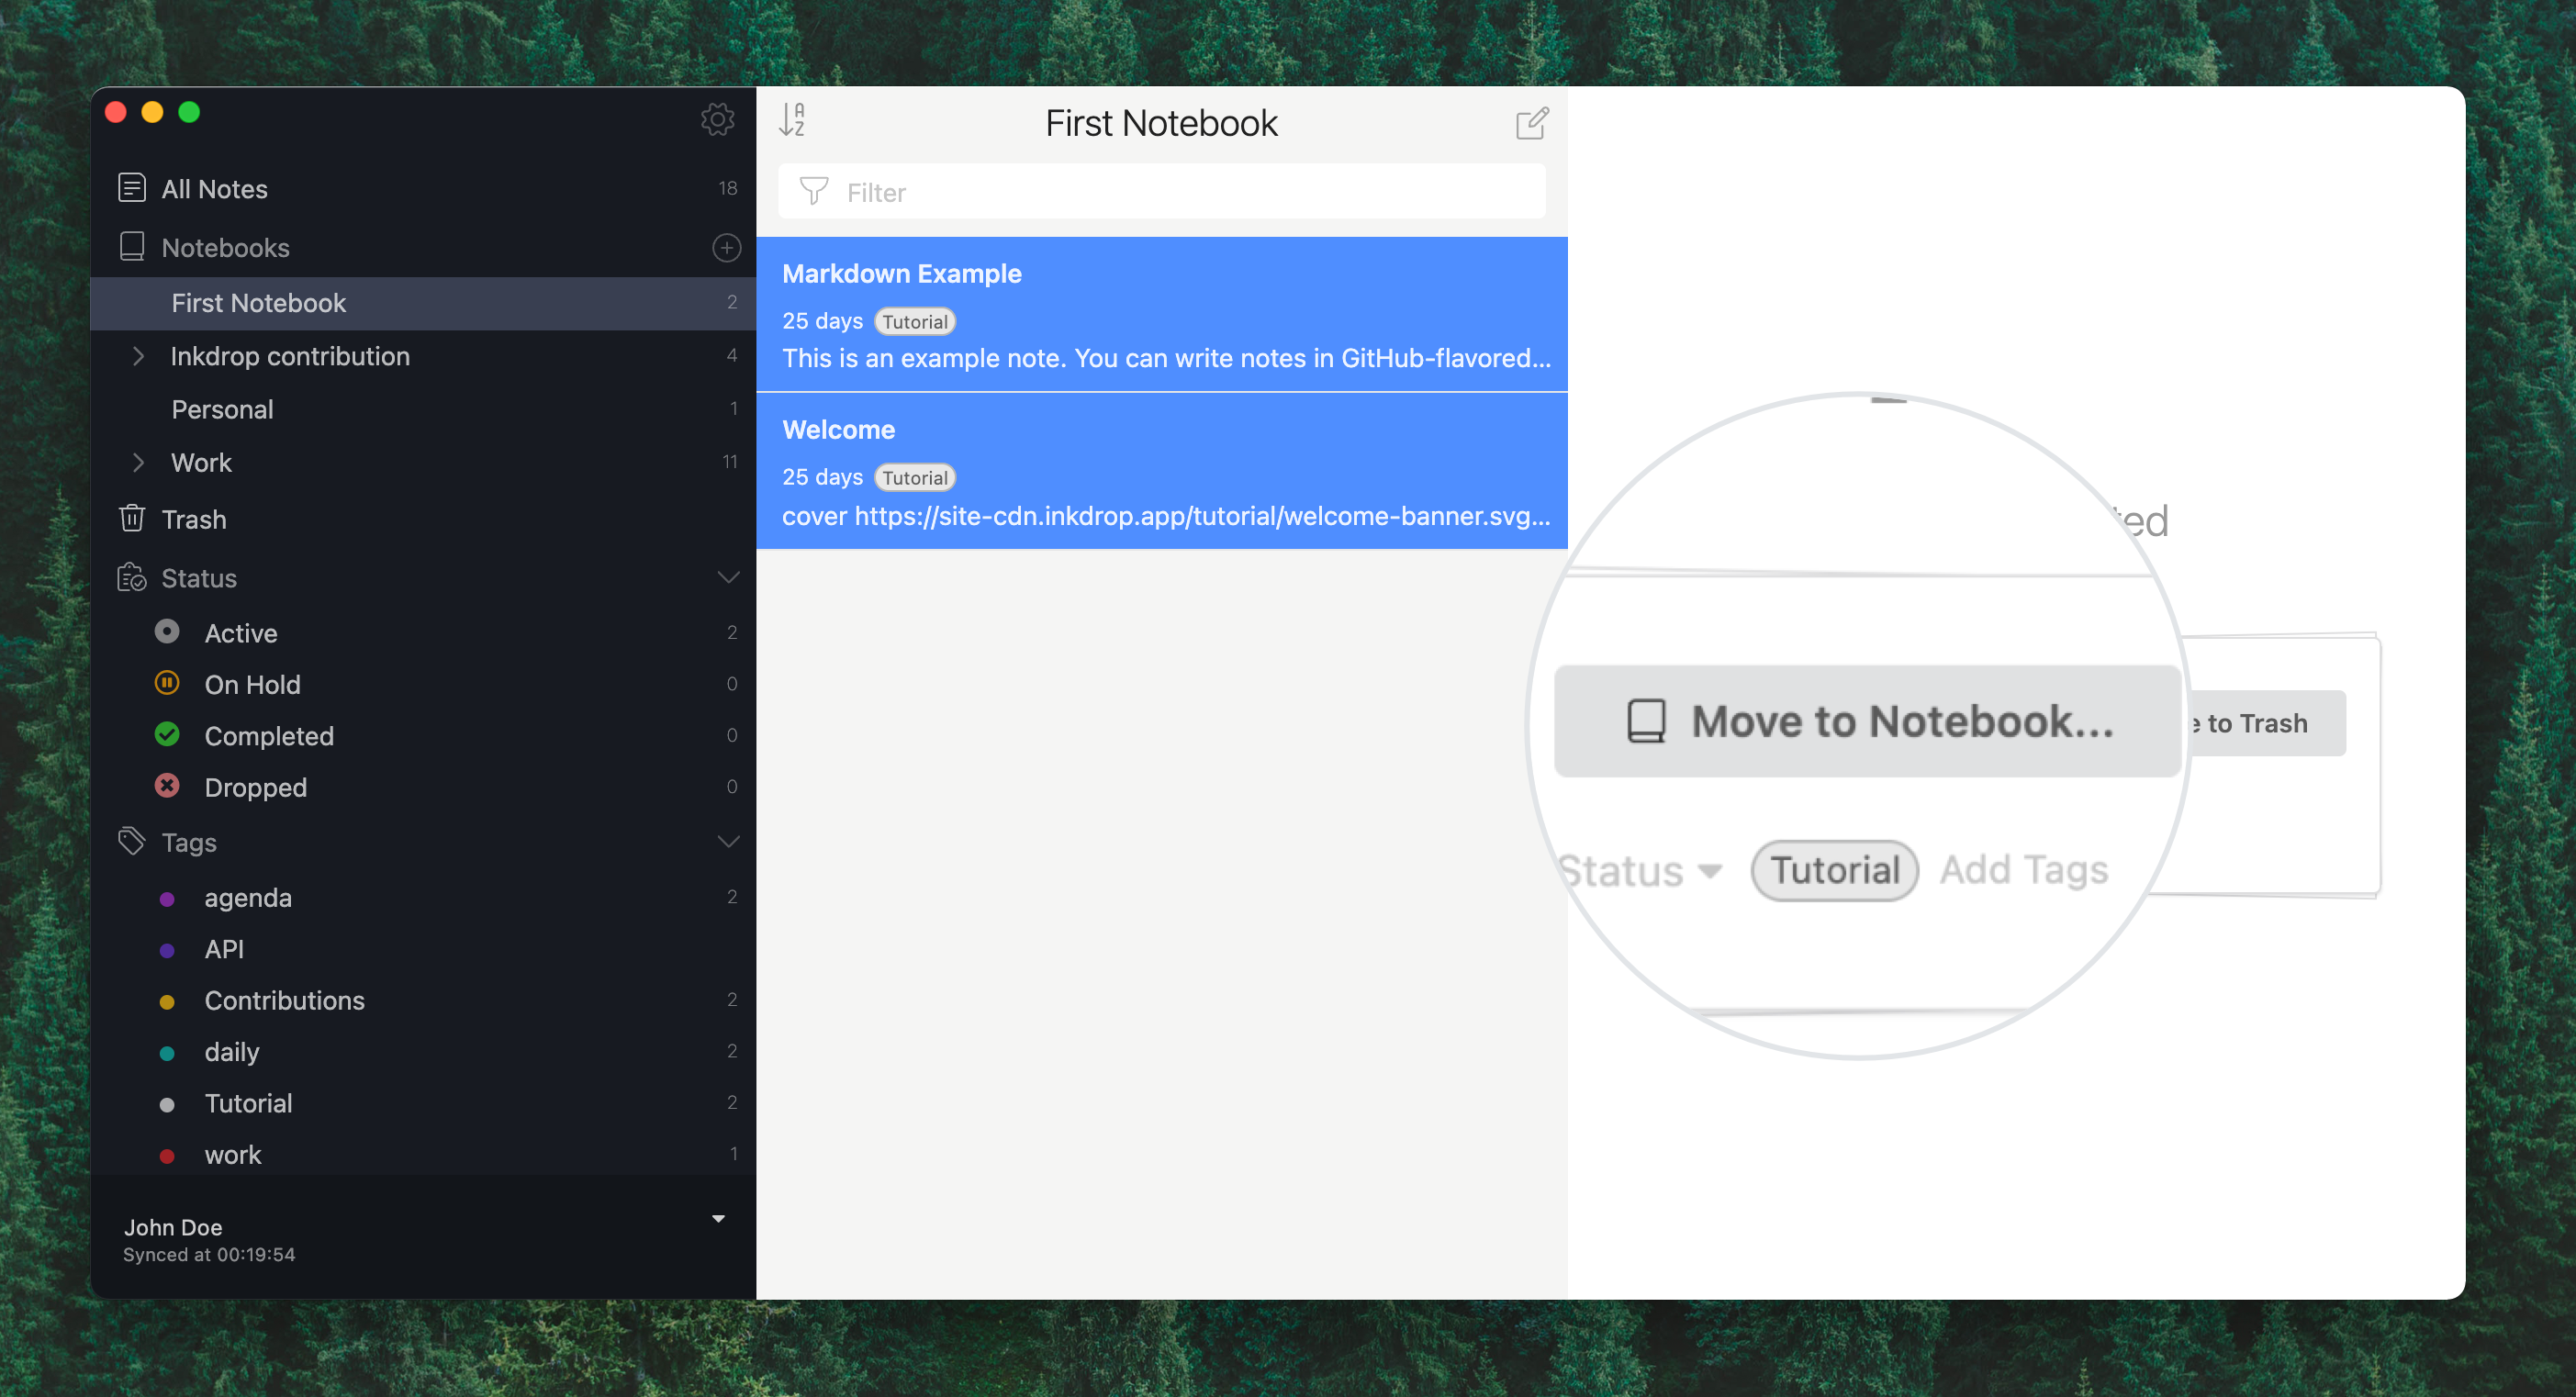 All Notes 18
Notebooks
First Notebook 2
Inkdrop contribution 4
Personal 1
Work 11
Trash
Status
Active 2
On Hold 0
Completed 0
Dropped 0
Tags
agenda 2
API
Contributions 2
daily 2
Tutorial 2
work 1
John Doe
Synced at 00:19:54
A
Z
First Notebook
Filter
Markdown Example
25 days Tutorial
This is an example note. You can write notes in GitHub-flavored...
Welcome
25 days Tutorial
cover https://site-cdn.inkdrop.app/tutorial/welcome-banner.svg...
Move to Notebook...
to Trash
Status Tutorial Add Tags